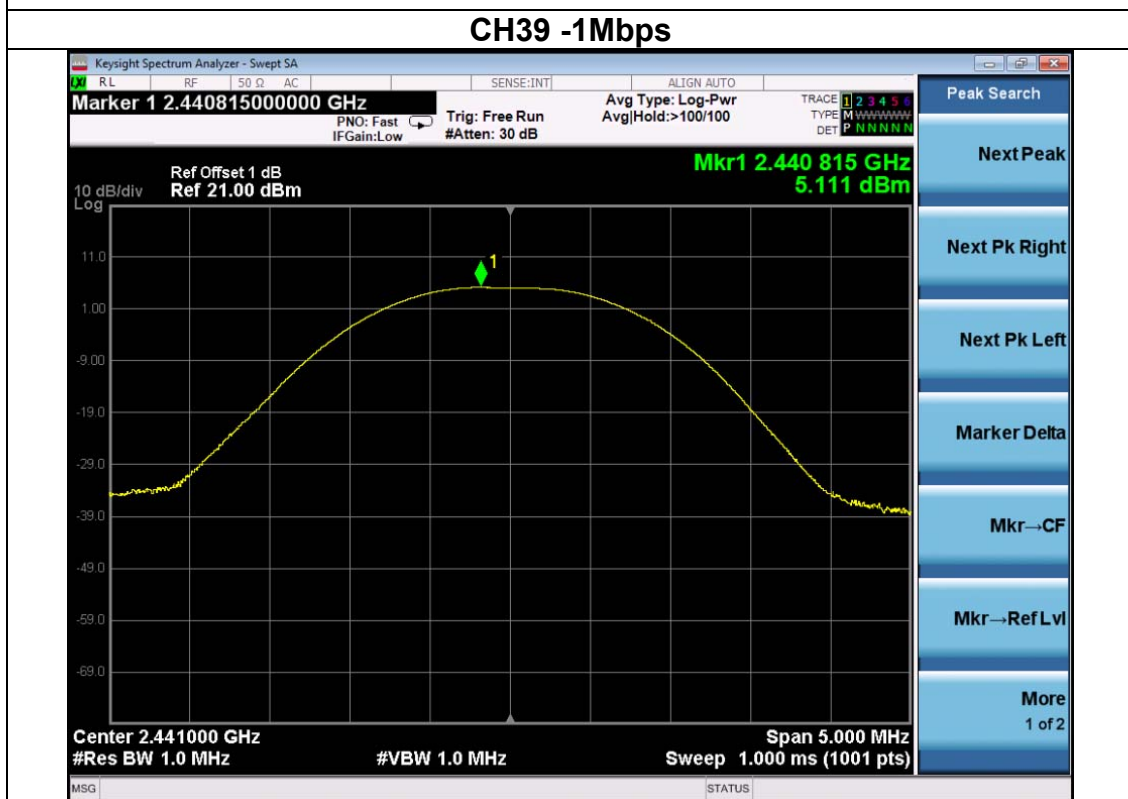 CH39 -1Mbps
Keysight Spectrum Analyzer - Swept SA
LXI RL RF 50 Ω AC SENSE:INT ALIGN AUTO
Marker 1 2.440815000000 GHz
PNO: Fast
IFGain:Low
Trig: Free Run
#Atten: 30 dB
Avg Type: Log-Pwr
Avg|Hold:>100/100
TRACE 1 2 3 4 5 6
TYPE M WWWWW
DET P N N N N N
Ref Offset 1 dB
10 dB/div Ref 21.00 dBm
Log
Mkr1 2.440 815 GHz
5.111 dBm
1
11.0
1.00
-9.00
-19.0
-29.0
-39.0
-49.0
-59.0
-69.0
Center 2.441000 GHz Span 5.000 MHz
#Res BW 1.0 MHz #VBW 1.0 MHz Sweep 1.000 ms (1001 pts)
MSG STATUS
Peak Search
Next Peak
Next Pk Right
Next Pk Left
Marker Delta
Mkr→CF
Mkr→Ref Lvl
More
1 of 2